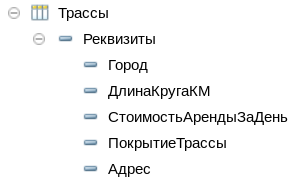 Трассы
Реквизиты
Город
ДлинаКругаКМ
СтоимостьАрендыЗаДень
ПокрытиеТрассы
Адрес